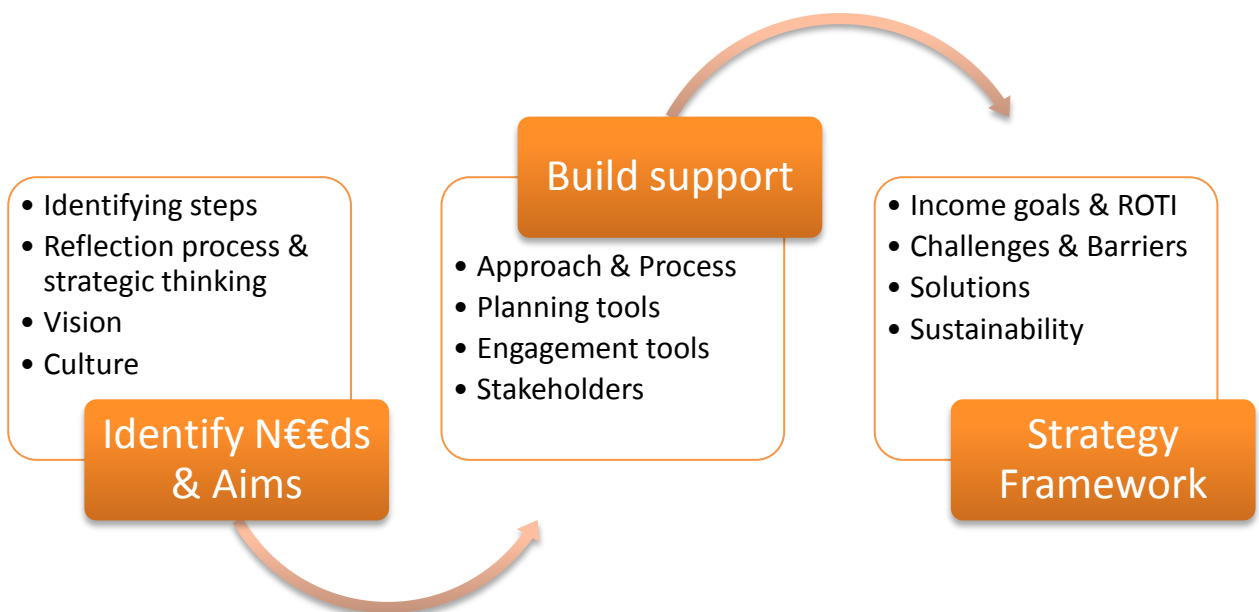 • Identifying steps
• Reflection process &
strategic thinking
• Vision
• Culture
Identify N€€ds
& Aims
Build support
• Approach & Process
• Planning tools
• Engagement tools
• Stakeholders
• Income goals & ROTI
• Challenges & Barriers
• Solutions
• Sustainability
Strategy
Framework